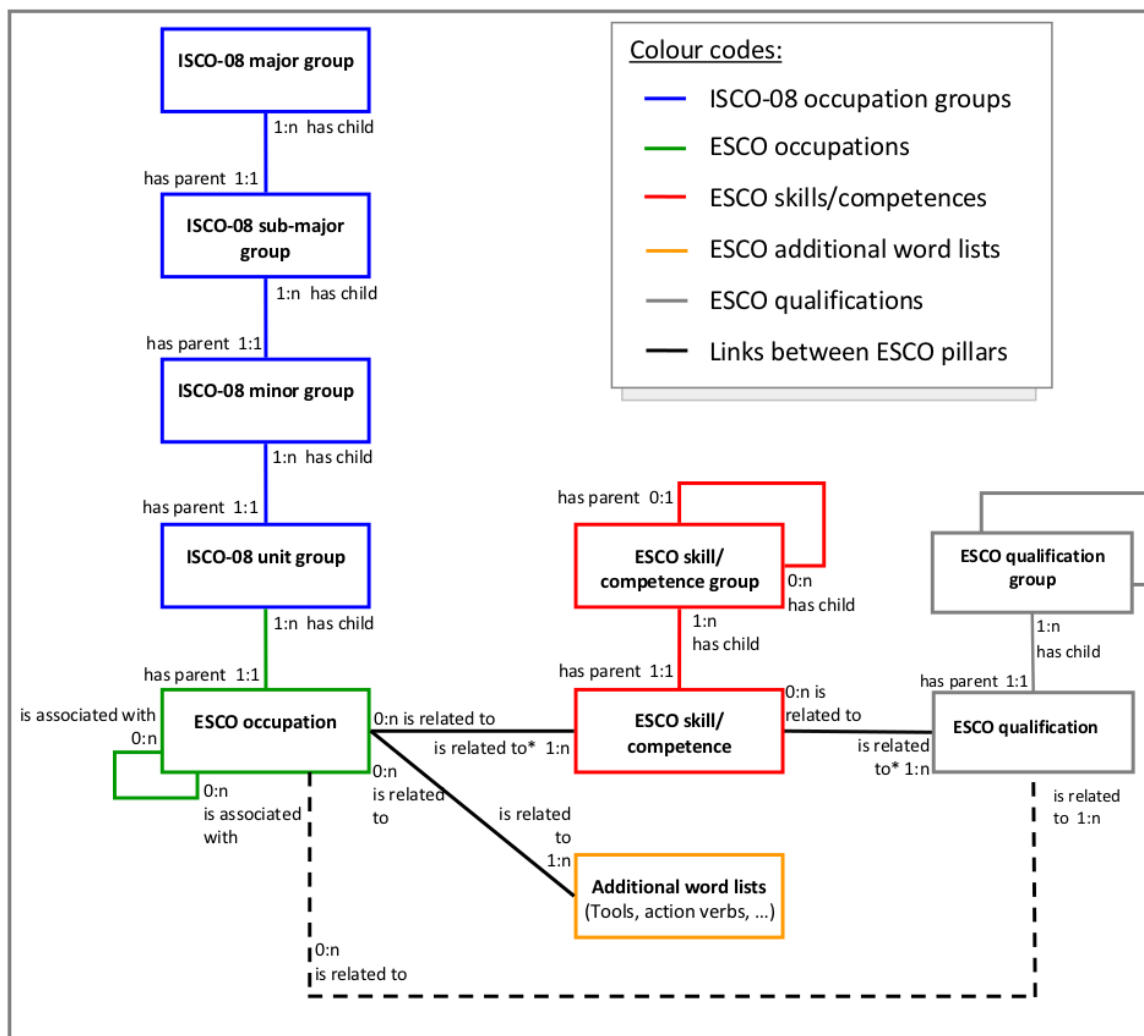 ISCO-08 major group
1:n has child
has parent 1:1
ISCO-08 sub-major
group
1:n has child
has parent 1:1
ISCO-08 minor group
1:n has child
has parent 1:1
ISCO-08 unit group
1:n has child
has parent 1:1
ESCO occupation
is associated with
0:n
0:n
is associated
with
Colour codes:
ISCO-08 occupation groups
ESCO occupations
ESCO skills/competences
ESCO additional word lists
ESCO qualifications
Links between ESCO pillars
has parent 0:1
ESCO skill/
competence group
0:n
has child
1:n
has child
has parent 1:1
ESCO skill/
competence
ESCO qualification
group
1:n
has child
has parent 1:1
ESCO qualification
0:n is related to
is related to* 1:n
0:n is
related to
is related
to* 1:n
0:n
is related
to
is related
to
1:n
Additional word lists
(Tools, action verbs, …)
is related
to 1:n
0:n
is related to